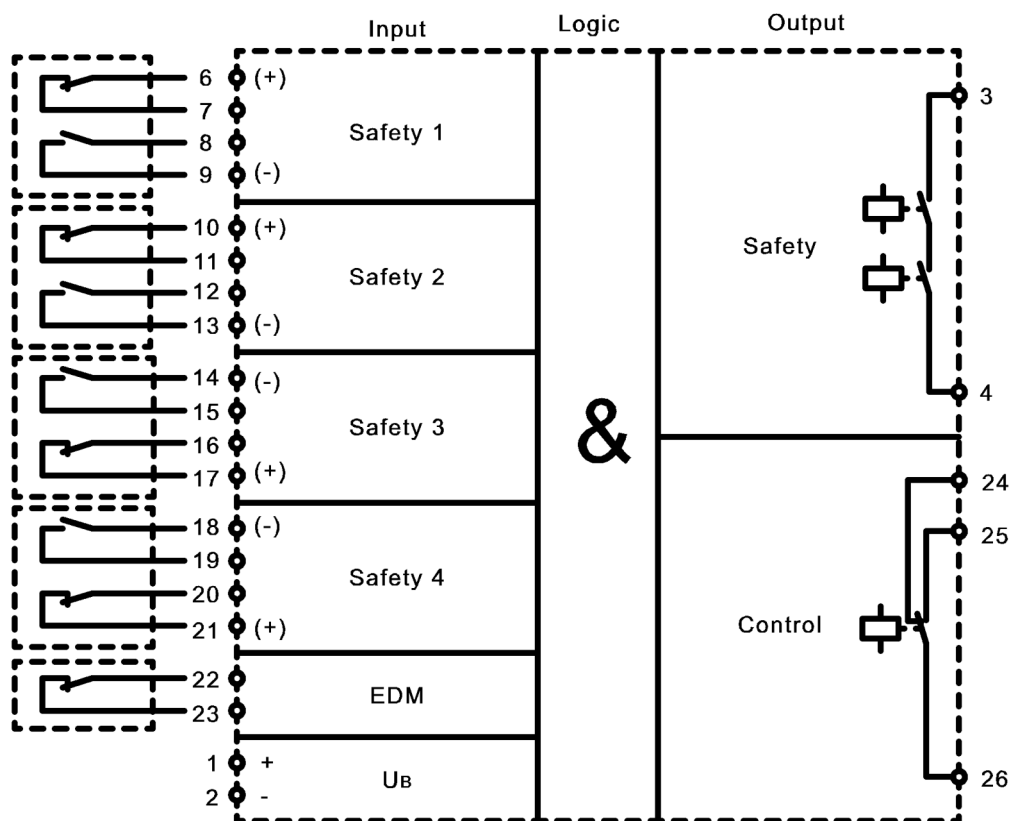 Input Logic Output
6 (+)
7
Safety 1
8
9 (-)
10 (+)
11
Safety 2
12
13 (-)
14 (-)
15
Safety 3
16
17 (+)
18 (-)
19
Safety 4
20
21 (+)
22
EDM
23
1 +
UB
2 -
&
3
Safety
4
24
25
Control
26